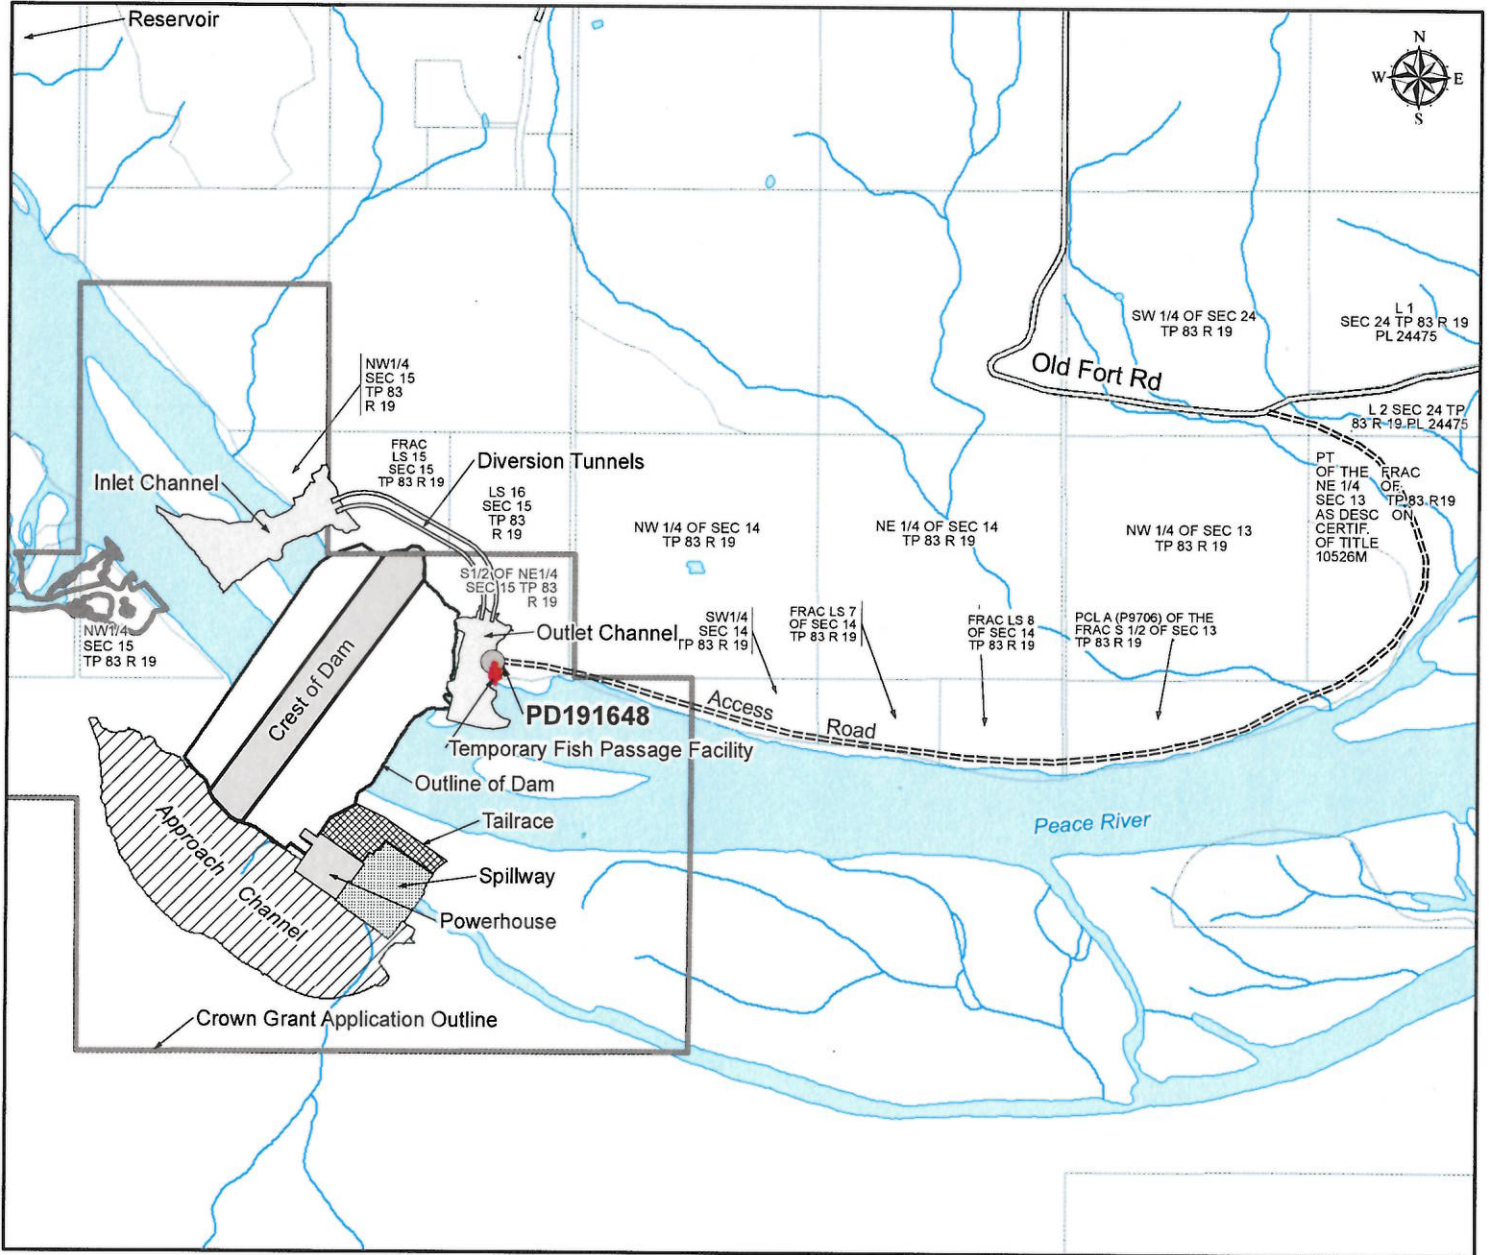 Reservoir
N
W E
S
SW 1/4 OF SEC 24
TP 83 R 19
L 1
SEC 24 TP 83 R 19
PL 24475
Old Fort Rd
L 2 SEC 24 TP
83 R 19 PL 24475
NW1/4
SEC 15
TP 83
R 19
FRAC
LS 15
SEC 15
TP 83 R 19
Diversion Tunnels
Inlet Channel
LS 16
SEC 15
TP 83
R 19
NW 1/4 OF SEC 14
TP 83 R 19
NE 1/4 OF SEC 14
TP 83 R 19
NW 1/4 OF SEC 13
TP 83 R 19
PT FRAC
OF THE OF
NE 1/4 TP 83 R19
SEC 13 ON
AS DESC
CERTIF.
OF TITLE
10526M
S1/2 OF NE1/4
SEC 15 TP 83
R 19
NW1/4
SEC 15
TP 83 R 19
Outlet Channel
SW1/4
SEC 14
TP 83 R 19
FRAC LS 7
OF SEC 14
TP 83 R 19
FRAC LS 8
OF SEC 14
TP 83 R 19
PCL A (P9706) OF THE
FRAC S 1/2 OF SEC 13
TP 83 R 19
Crest of Dam
PD191648
Access Road
Temporary Fish Passage Facility
Outline of Dam
Tailrace
Peace River
Approach Channel
Spillway
Powerhouse
Crown Grant Application Outline